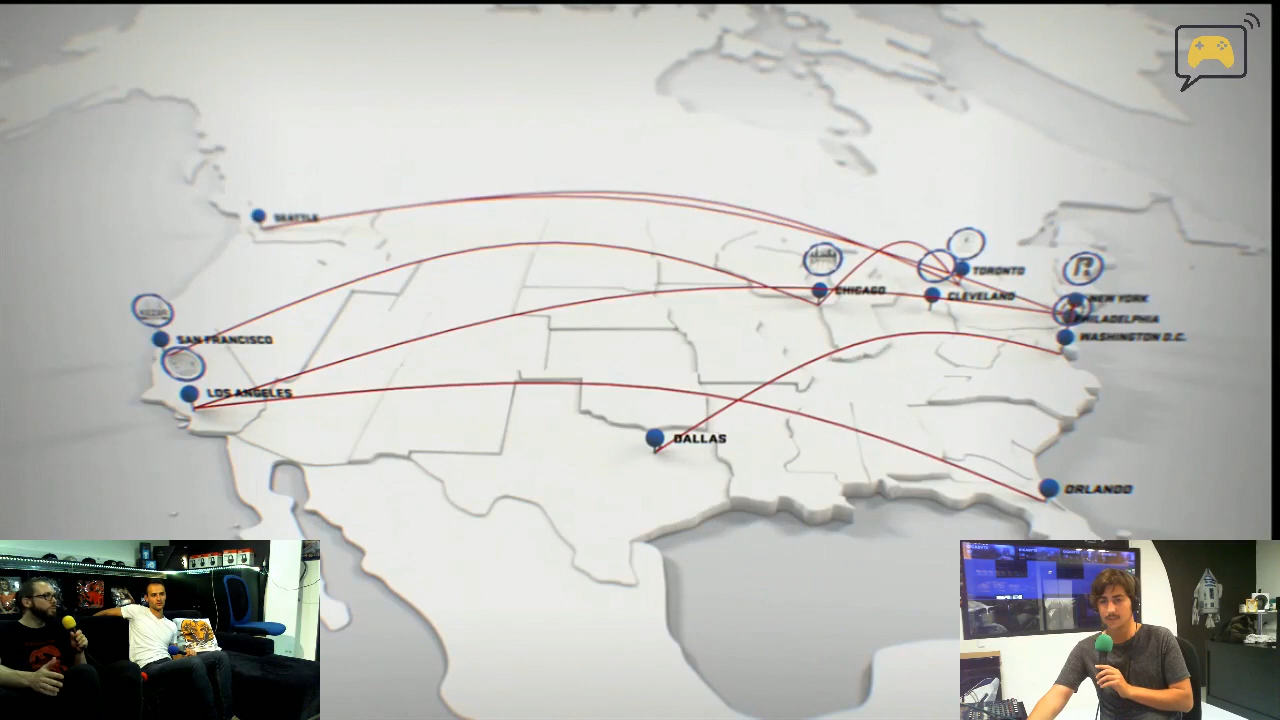 SEATTLE
TORONTO
CHICAGO
CLEVELAND
NEW YORK
PHILADELPHIA
SAN FRANCISCO
WASHINGTON D.C.
LOS ANGELES
DALLAS
ORLANDO